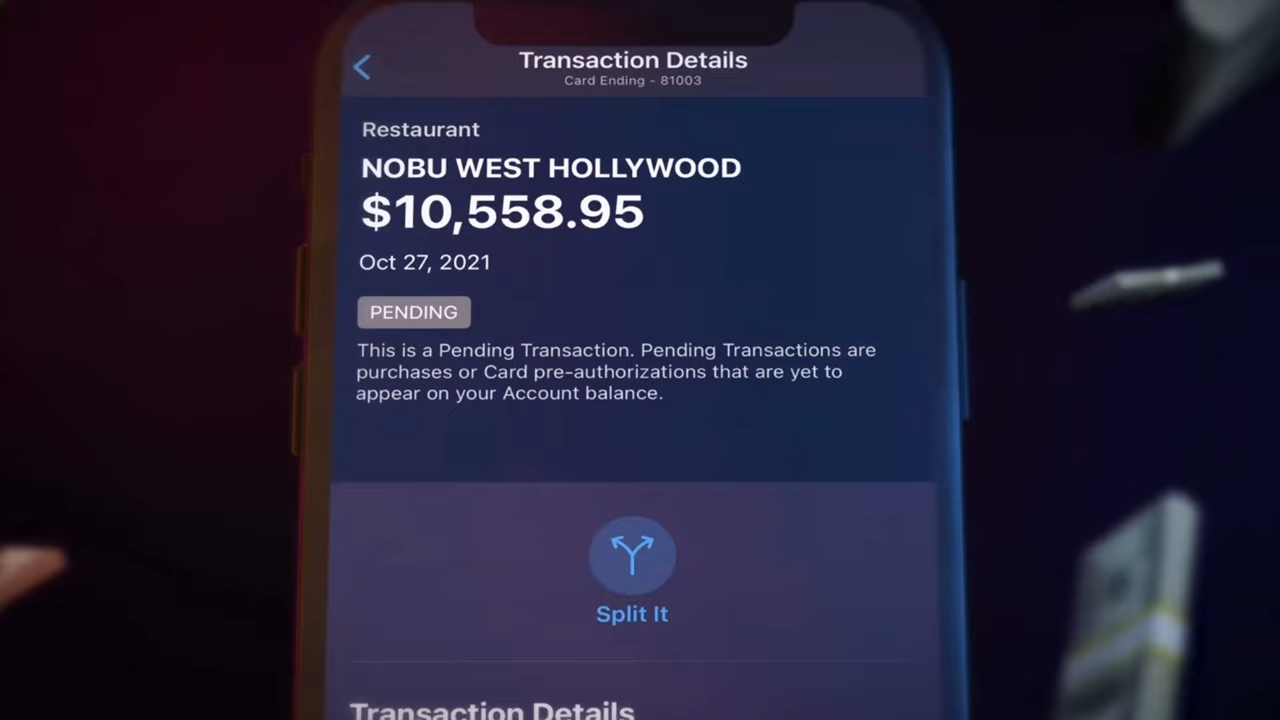 Transaction Details
Card Ending - 81003
Restaurant
NOBU WEST HOLLYWOOD
$10,558.95
Oct 27, 2021
PENDING
This is a Pending Transaction. Pending Transactions are
purchases or Card pre-authorizations that are yet to
appear on your Account balance.
Split It
Transaction Details